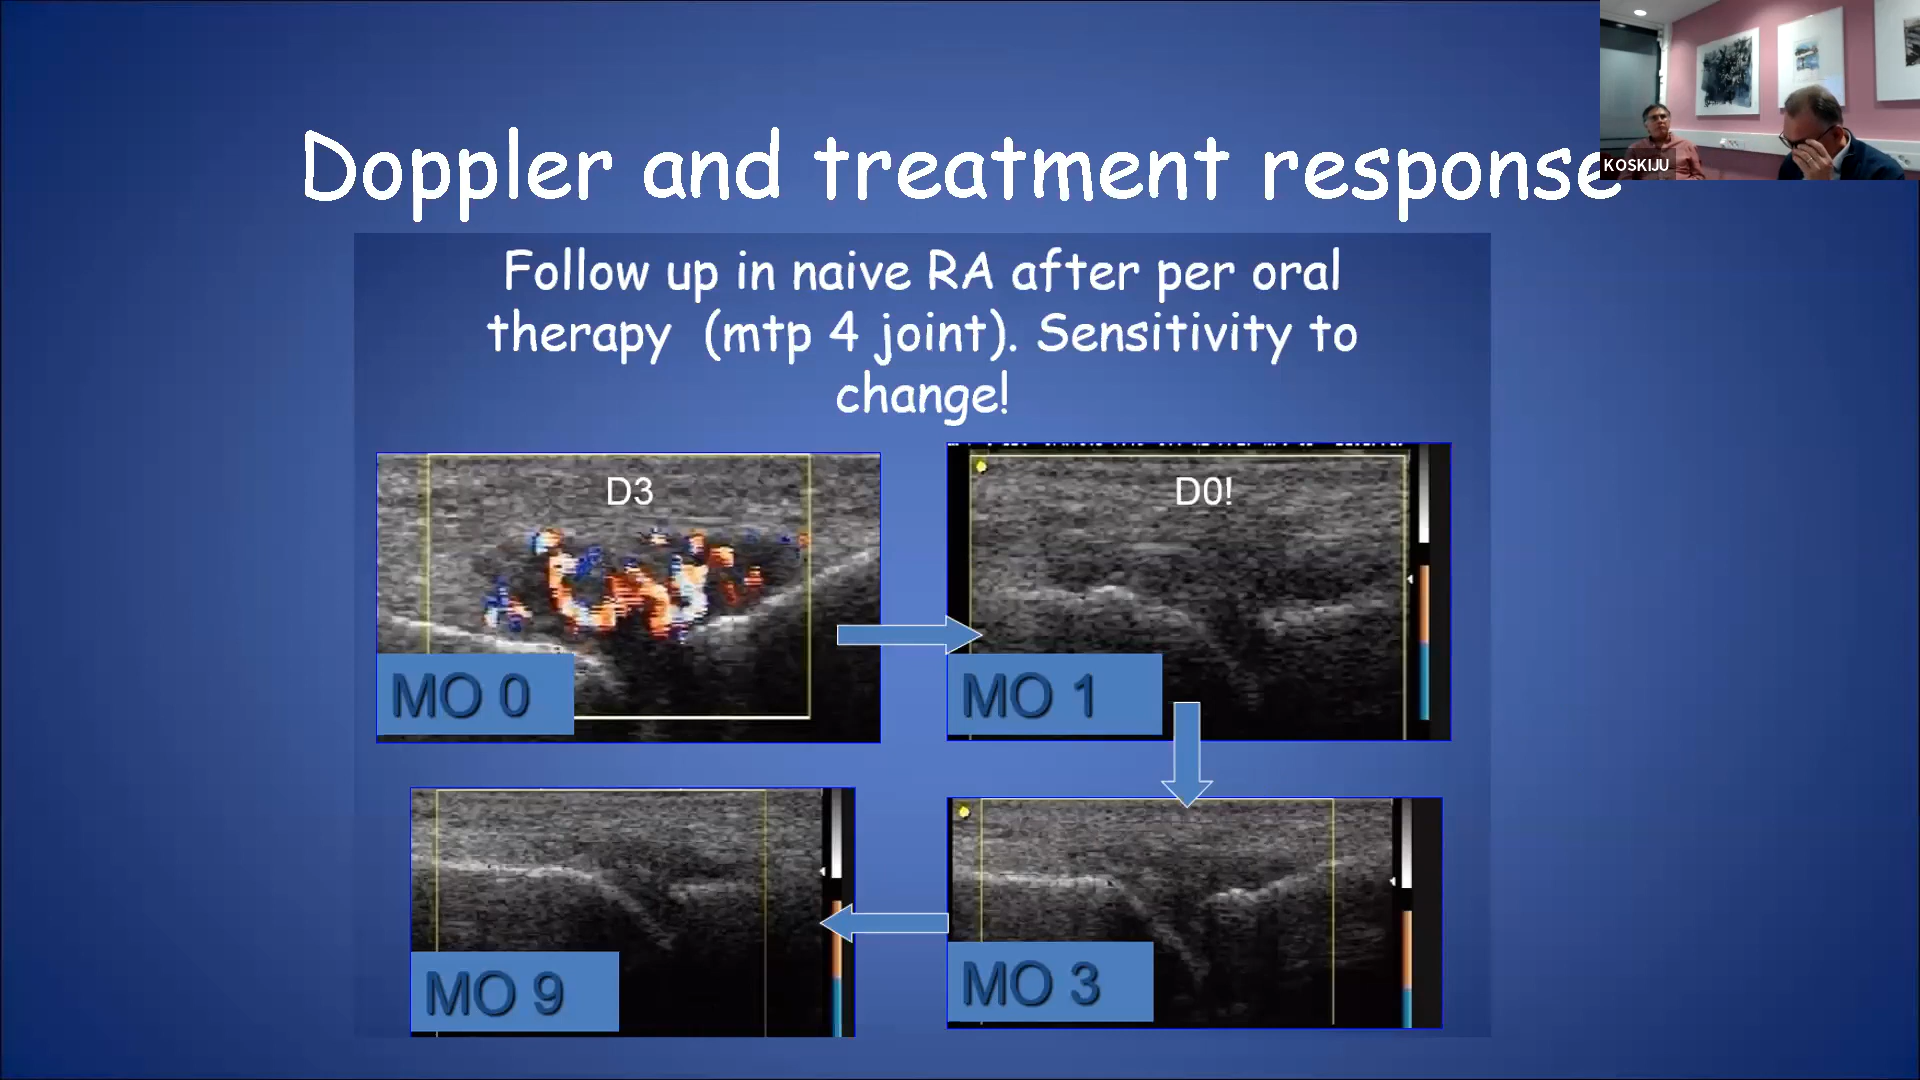 Doppler and treatment response
KOSKIJU
Follow up in naive RA after per oral
therapy (mtp 4 joint). Sensitivity to
change!
D3
D0!
MO 0
MO 1
MO 9
MO 3